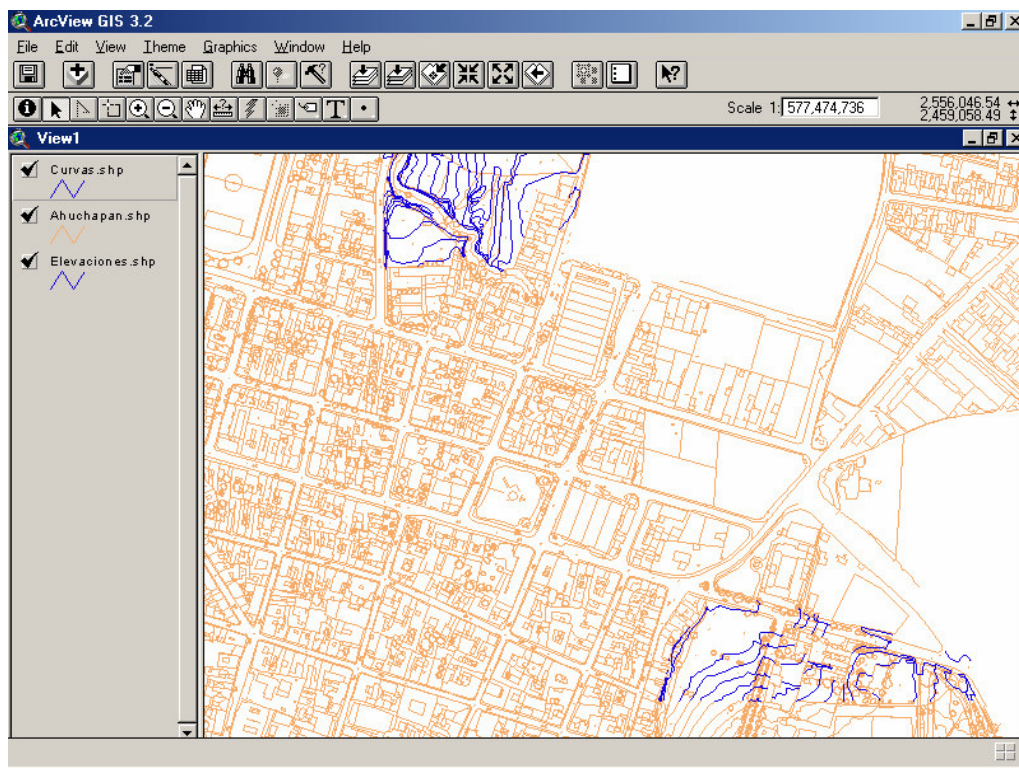 ArcView GIS 3.2
File Edit View Theme Graphics Window Help
Scale 1: 577,474,736
2,556,046.54
2,459,058.49
View1
Curvas.shp
Ahuchapan.shp
Elevaciones.shp